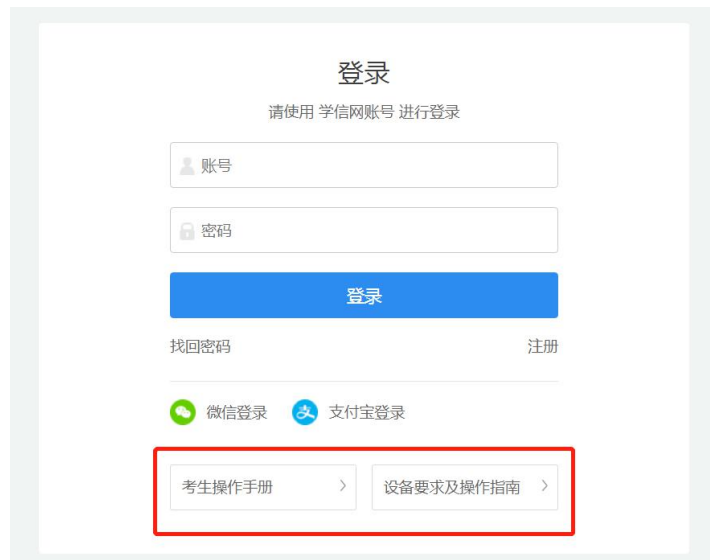 登录
请使用 学信网账号 进行登录
账号
密码
登录
找回密码 注册
微信登录 支付宝登录
考生操作手册 设备要求及操作指南